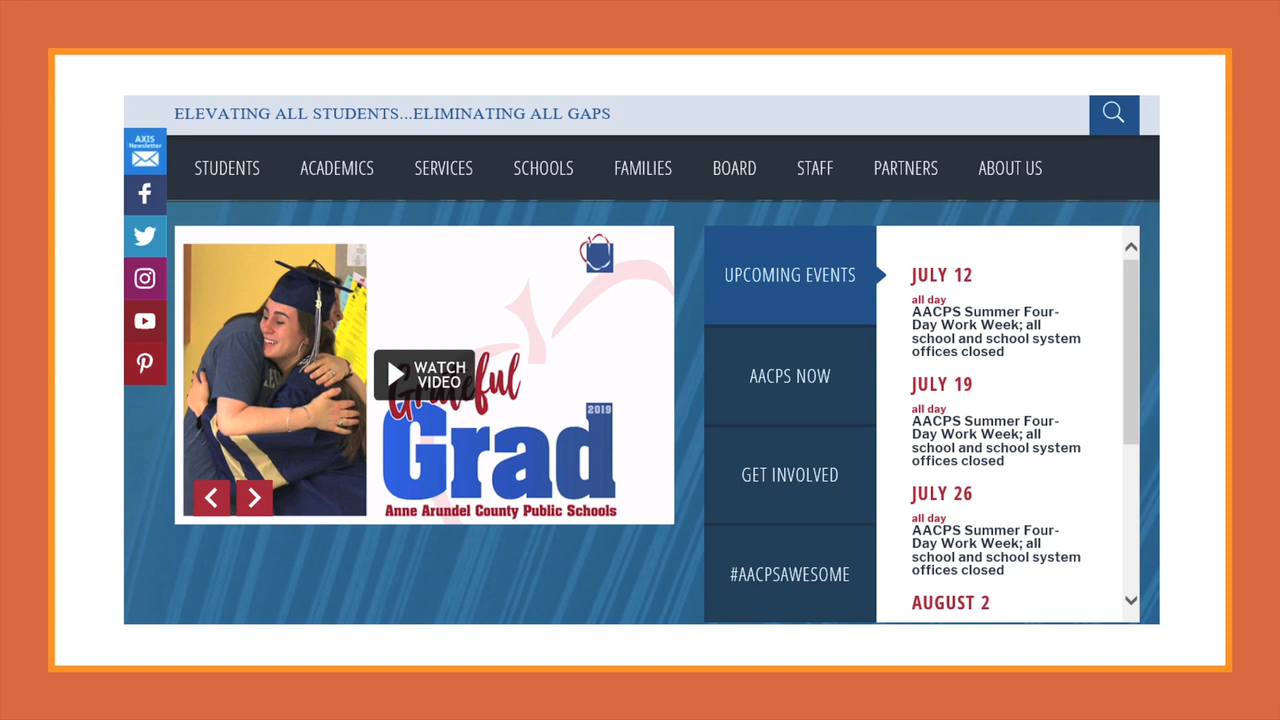 ELEVATING ALL STUDENTS...ELIMINATING ALL GAPS
AXIS
Newsletter
STUDENTS ACADEMICS SERVICES SCHOOLS FAMILIES BOARD STAFF PARTNERS ABOUT US
WATCH
VIDEO
Grateful
2019
Grad
Anne Arundel County Public Schools
UPCOMING EVENTS
AACPS NOW
GET INVOLVED
#AACPSAWESOME
JULY 12
all day
AACPS Summer Four-
Day Work Week; all
school and school system
offices closed
JULY 19
all day
AACPS Summer Four-
Day Work Week; all
school and school system
offices closed
JULY 26
all day
AACPS Summer Four-
Day Work Week; all
school and school system
offices closed
AUGUST 2